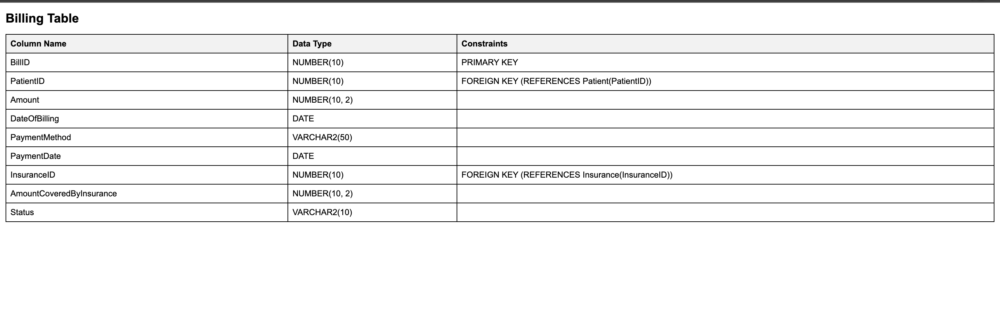 Billing Table
Column Name Data Type Constraints
BillID NUMBER(10) PRIMARY KEY
PatientID NUMBER(10) FOREIGN KEY (REFERENCES Patient(PatientID))
Amount NUMBER(10, 2)
DateOfBilling DATE
PaymentMethod VARCHAR2(50)
PaymentDate DATE
InsuranceID NUMBER(10) FOREIGN KEY (REFERENCES Insurance(InsuranceID))
AmountCoveredByInsurance NUMBER(10, 2)
Status VARCHAR2(10)